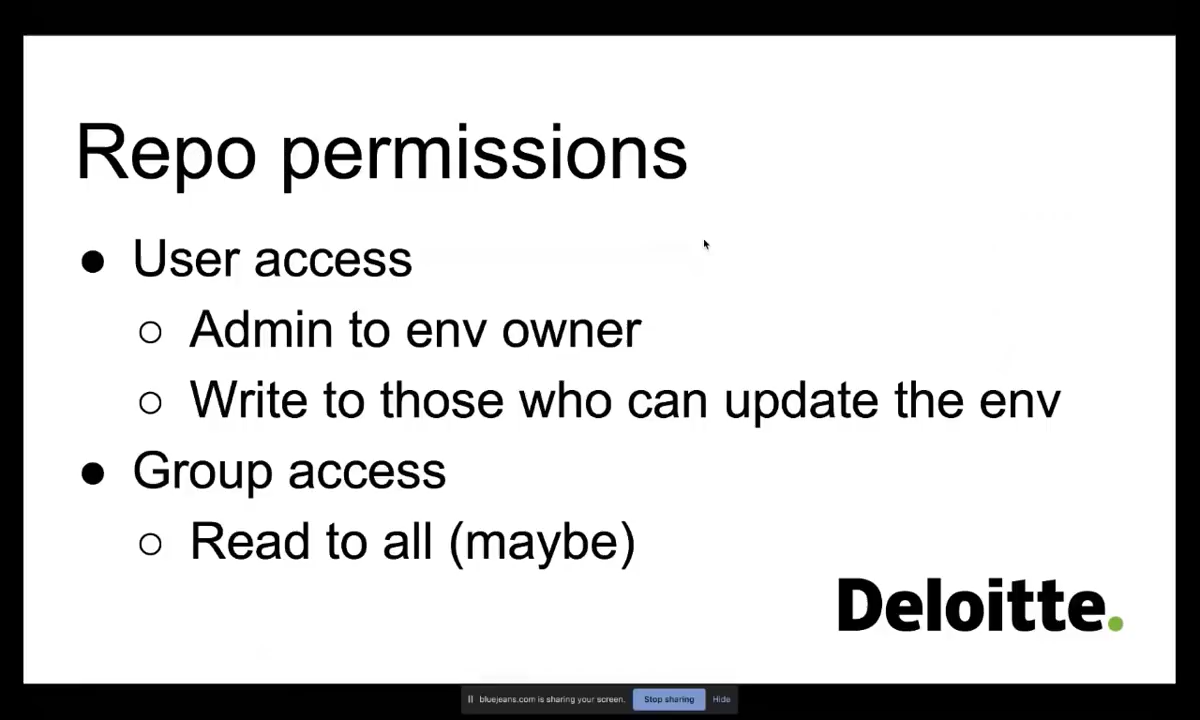 Repo permissions
● User access
○ Admin to env owner
○ Write to those who can update the env
● Group access
○ Read to all (maybe)
Deloitte.
bluejeans.com is sharing your screen. Stop sharing Hide